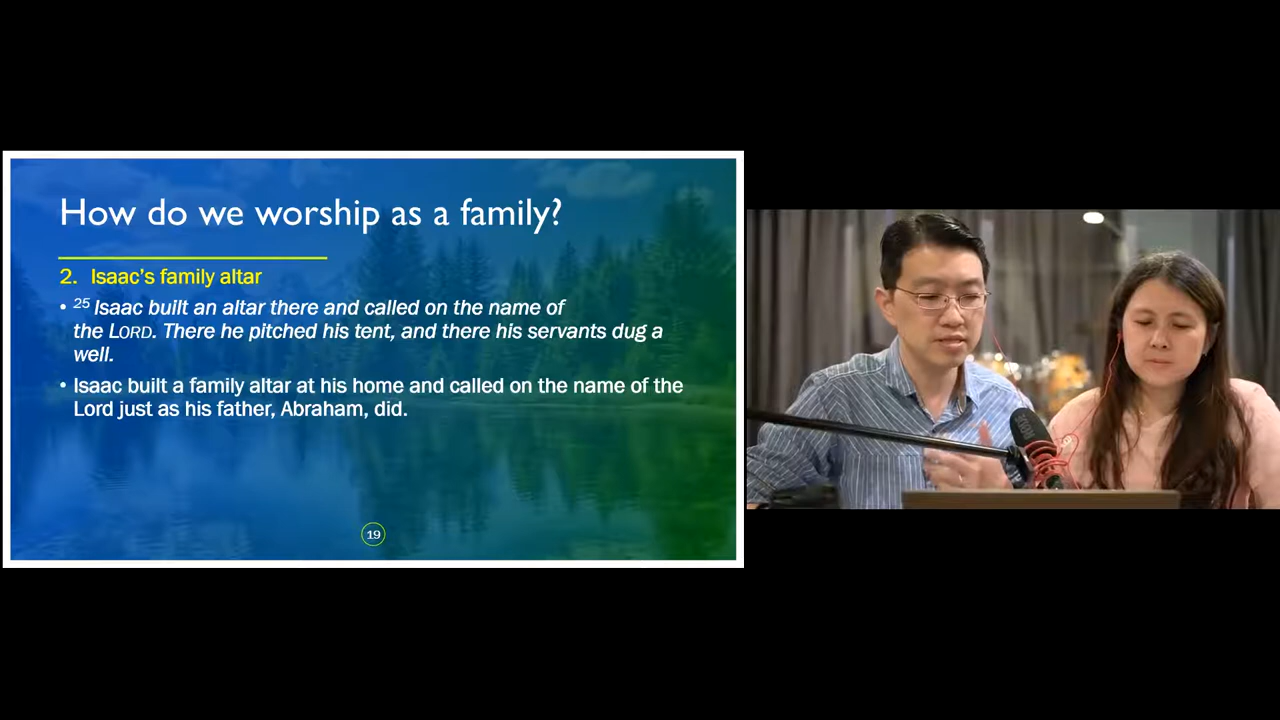 How do we worship as a family?
2. Isaac's family altar
• 25 Isaac built an altar there and called on the name of
the LORD. There he pitched his tent, and there his servants dug a
well.
• Isaac built a family altar at his home and called on the name of the
Lord just as his father, Abraham, did.
19